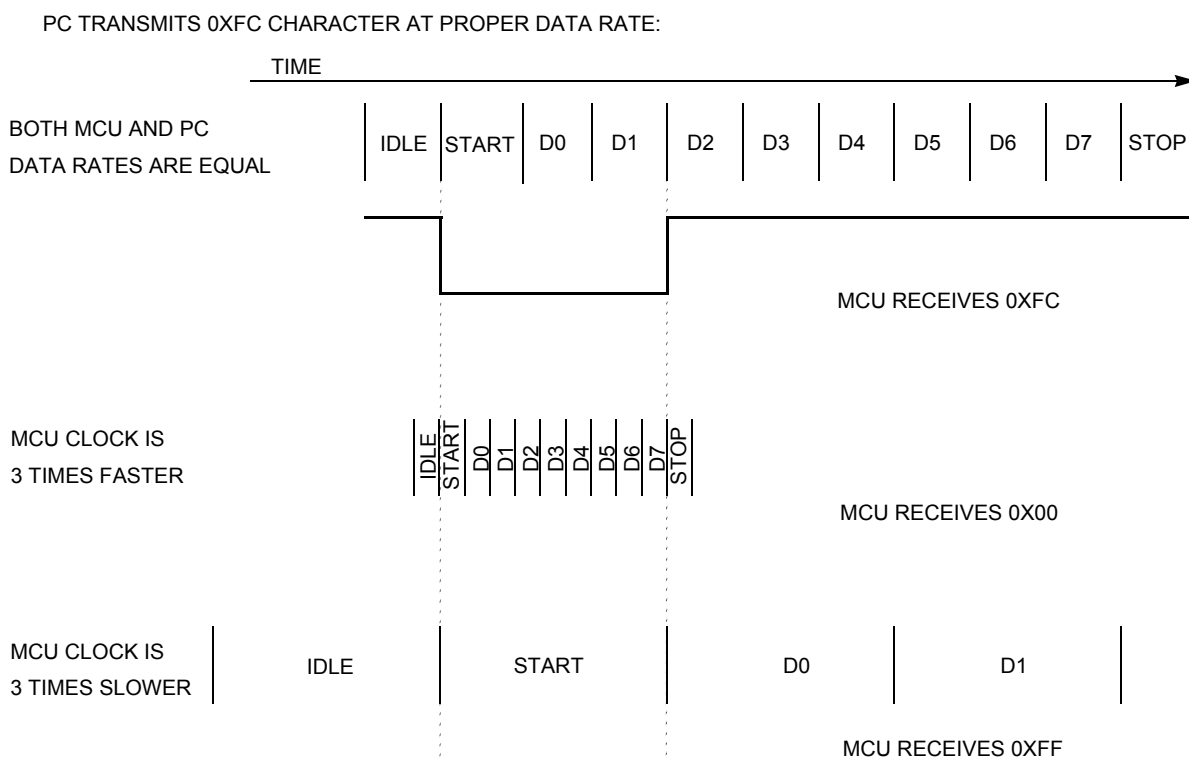 PC TRANSMITS 0XFC CHARACTER AT PROPER DATA RATE:
TIME
BOTH MCU AND PC
DATA RATES ARE EQUAL
IDLE START D0 D1 D2 D3 D4 D5 D6 D7 STOP
MCU RECEIVES 0XFC
MCU CLOCK IS
3 TIMES FASTER
IDLE START D0 D1 D2 D3 D4 D5 D6 D7 STOP
MCU RECEIVES 0X00
MCU CLOCK IS
3 TIMES SLOWER
IDLE START D0 D1
MCU RECEIVES 0XFF